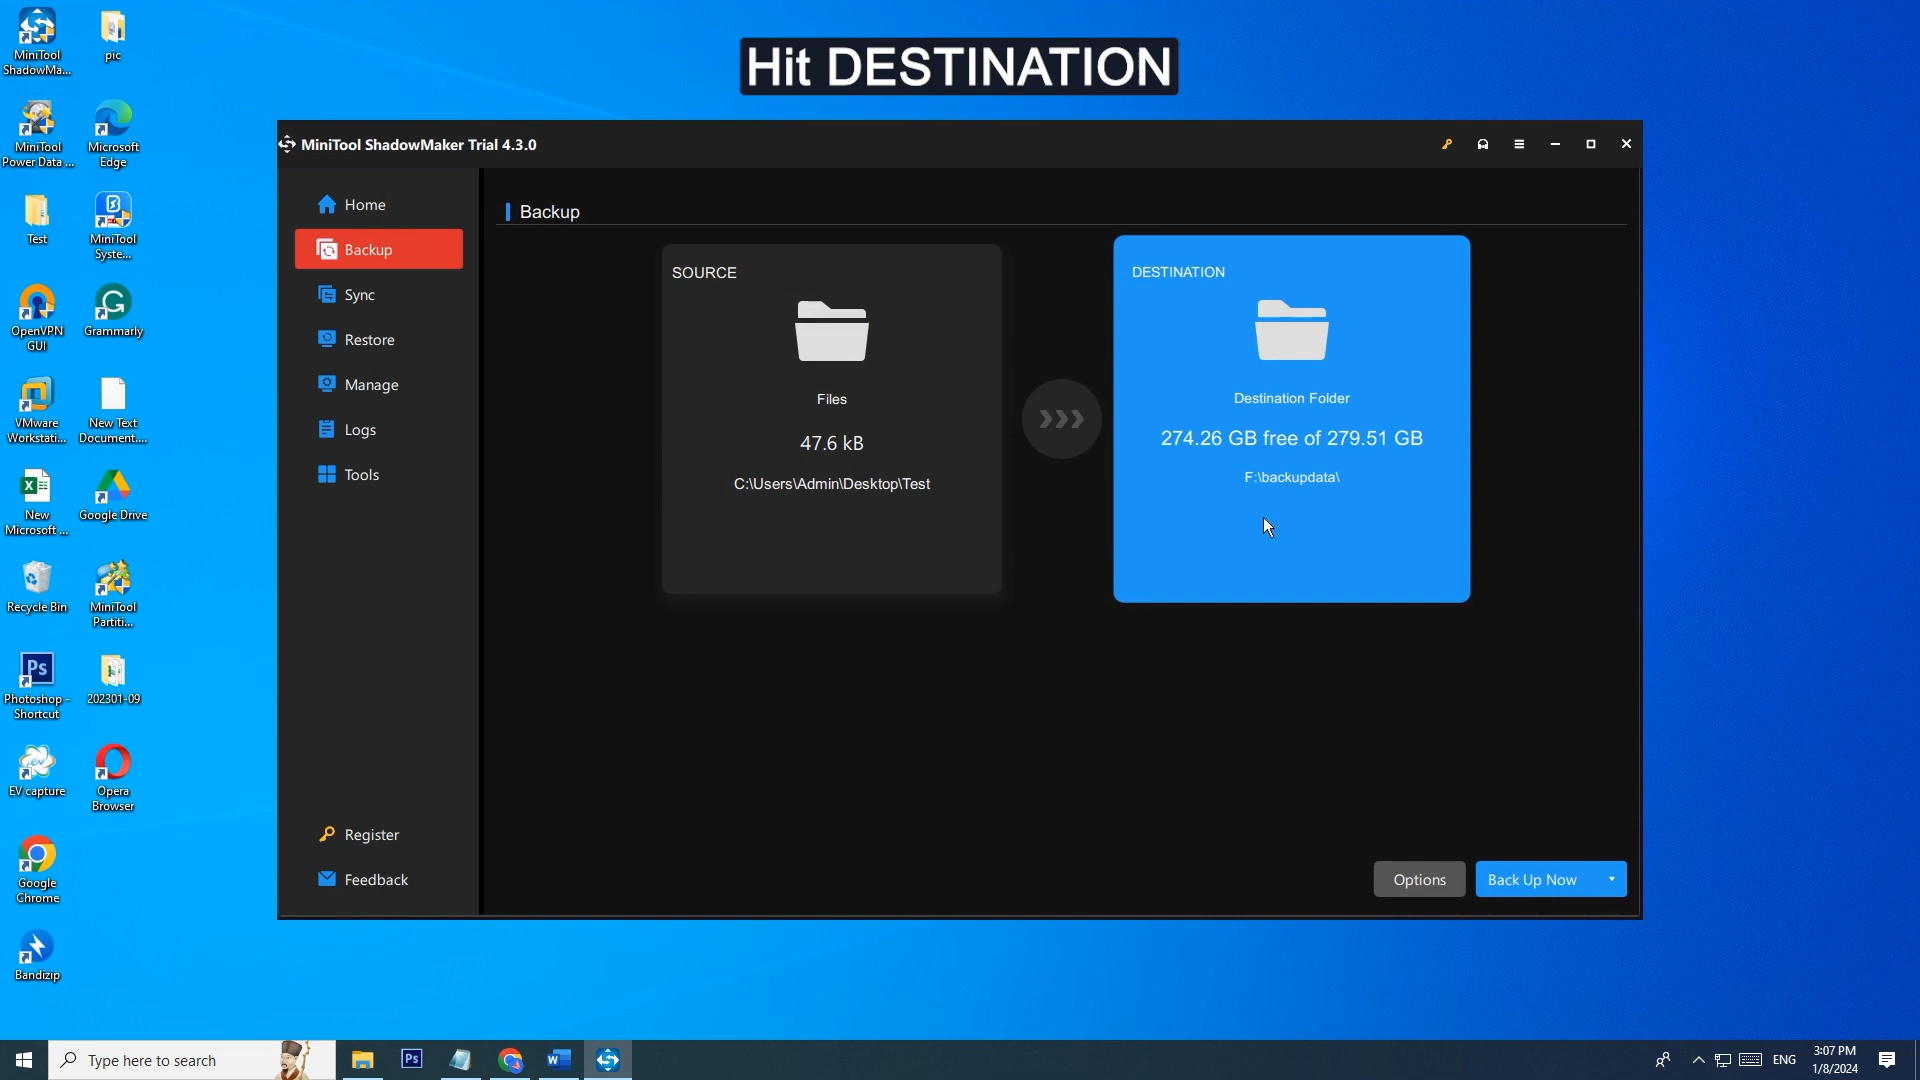 Hit DESTINATION
MiniTool ShadowMaker Trial 4.3.0
Home
Backup
Sync
Restore
Manage
Logs
Tools
Register
Feedback
Backup
SOURCE
Files
47.6 kB
C:\Users\Admin\Desktop\Test
DESTINATION
Destination Folder
274.26 GB free of 279.51 GB
F:\backupdata\
Options
Back Up Now
MiniTool
ShadowMa...
pic
MiniTool
Power Data ...
Microsoft
Edge
Test
MiniTool
Syste...
OpenVPN
GUI
Grammarly
VMware
Workstati...
New Text
Document....
New
Microsoft ...
Google Drive
Recycle Bin
MiniTool
Partiti...
Ps
Photoshop -
Shortcut
202301-09
EV capture
Opera
Browser
Google
Chrome
Bandizip
Type here to search
Ps
ENG
3:07 PM
1/8/2024